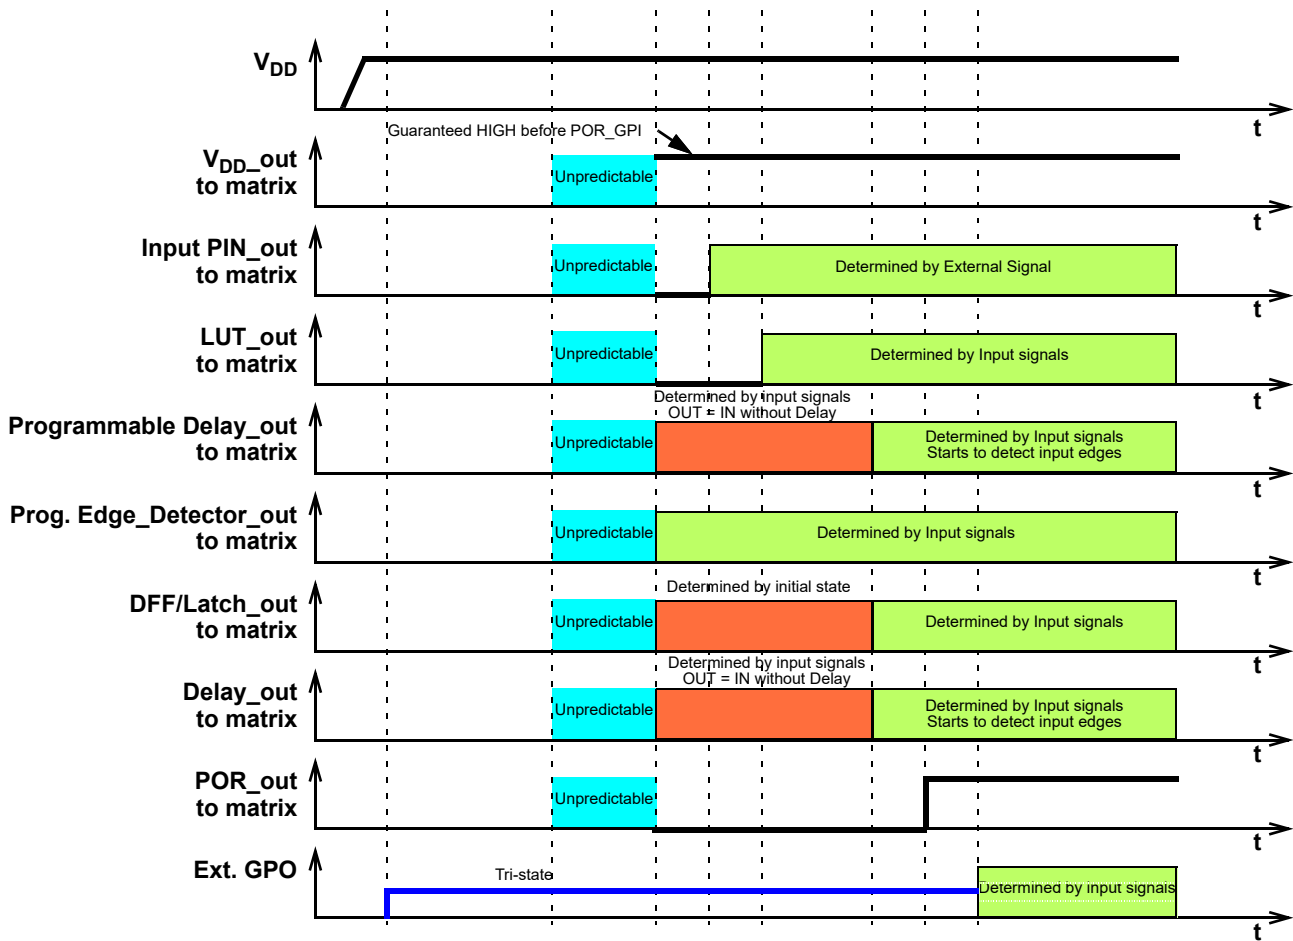 V_DD
t
Guaranteed HIGH before POR_GPI
V_DD_out
to matrix
Unpredictable
t
Input PIN_out
to matrix
Unpredictable
Determined by External Signal
t
LUT_out
to matrix
Unpredictable
Determined by Input signals
t
Determined by input signals
OUT = IN without Delay
Programmable Delay_out
to matrix
Unpredictable
Determined by Input signals
Starts to detect input edges
t
Prog. Edge_Detector_out
to matrix
Unpredictable
Determined by Input signals
t
Determined by initial state
DFF/Latch_out
to matrix
Unpredictable
Determined by Input signals
t
Determined by input signals
OUT = IN without Delay
Delay_out
to matrix
Unpredictable
Determined by Input signals
Starts to detect input edges
t
POR_out
to matrix
Unpredictable
t
Ext. GPO
Tri-state
Determined by input signals
t